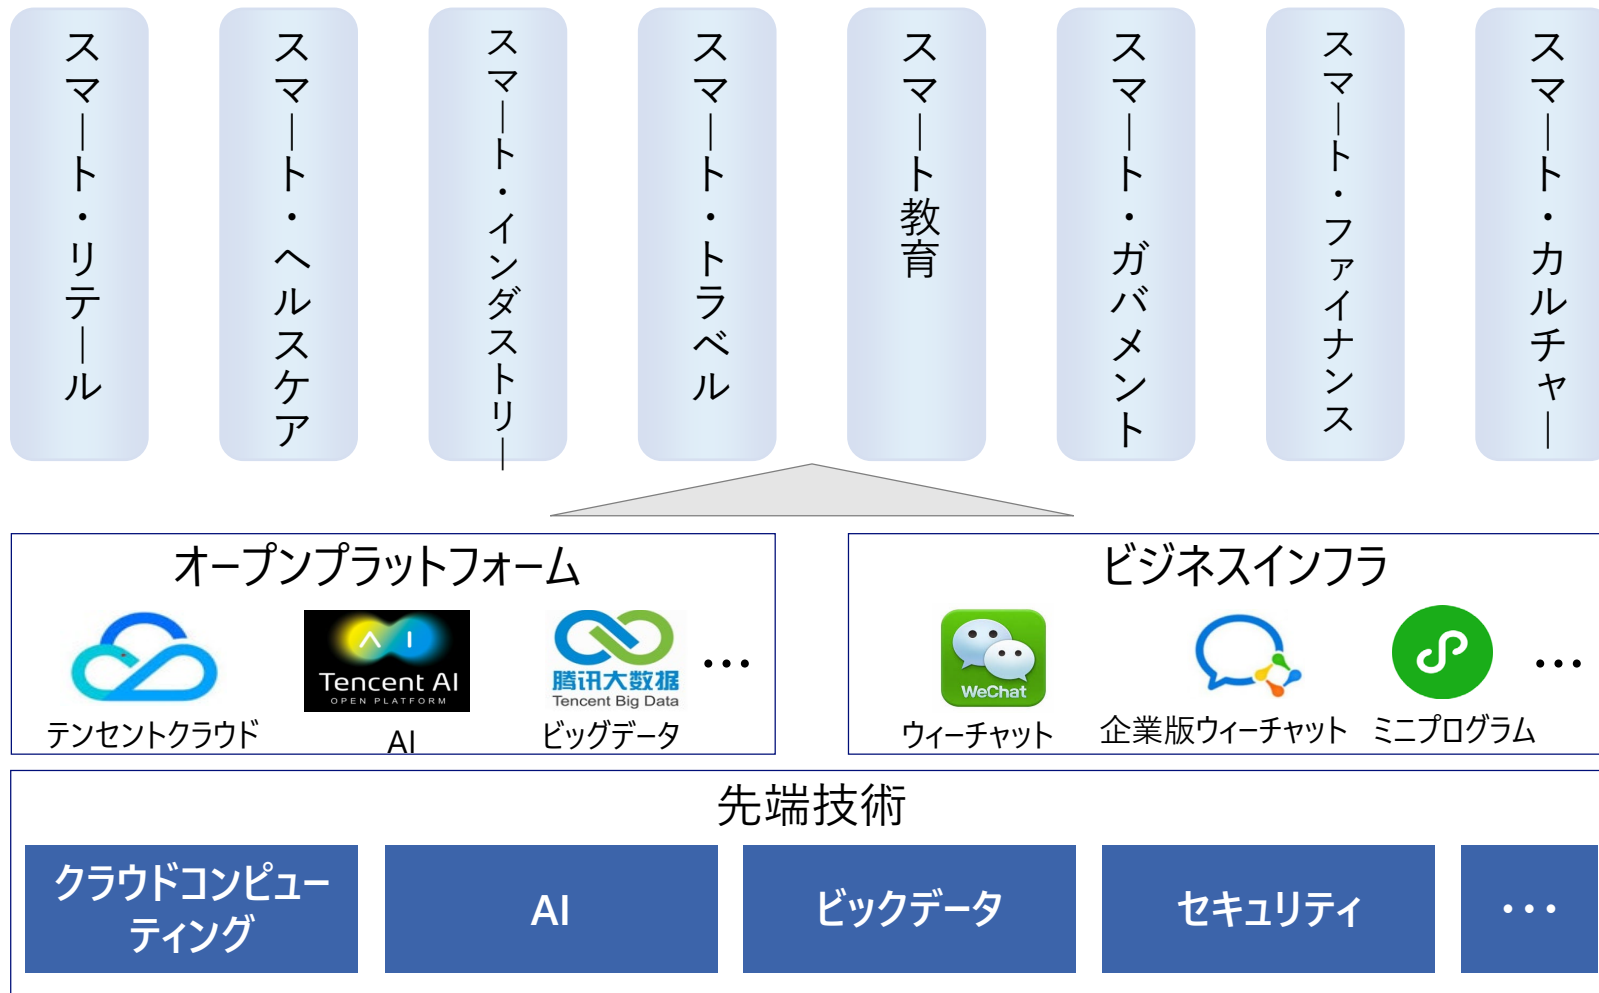 スマート・リテール
スマート・ヘルスケア
スマート・インダストリー
スマート・トラベル
スマート教育
スマート・ガバメント
スマート・ファイナンス
スマート・カルチャー
オープンプラットフォーム
AI
Tencent AI
OPEN PLATFORM
腾讯大数据
Tencent Big Data
…
テンセントクラウド
AI
ビッグデータ
ビジネスインフラ
WeChat
…
ウィーチャット
企業版ウィーチャット
ミニプログラム
先端技術
クラウドコンピュー
ティング
AI
ビックデータ
セキュリティ
…